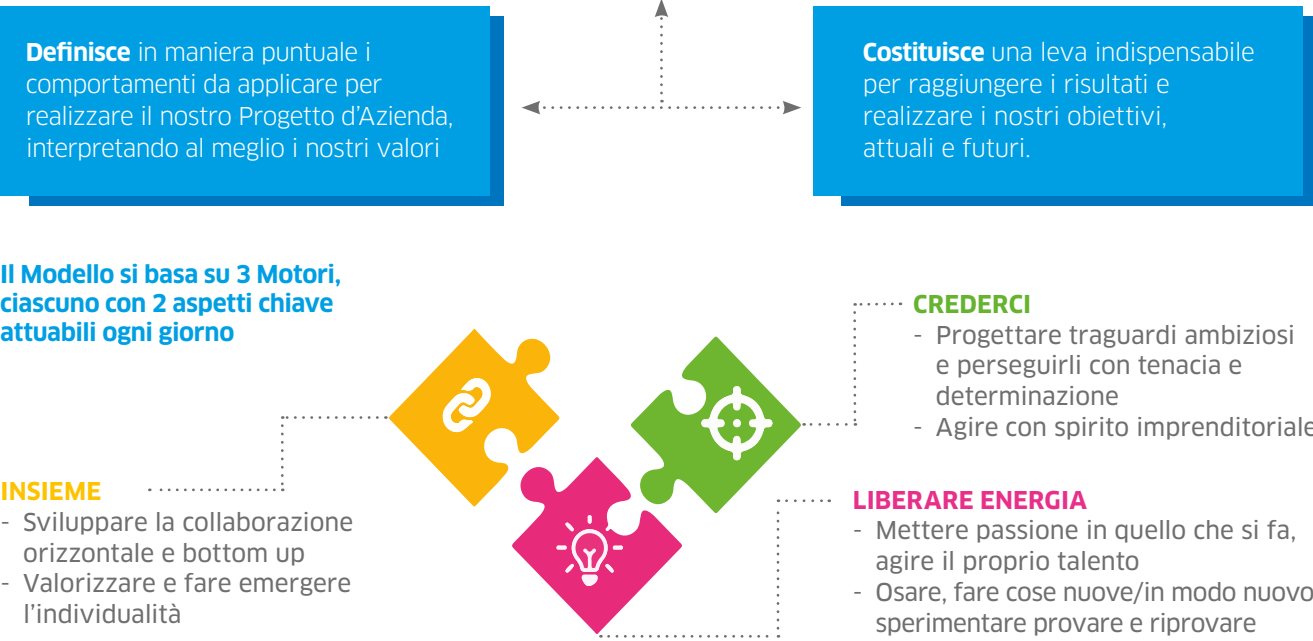 Definisce in maniera puntuale i
comportamenti da applicare per
realizzare il nostro Progetto d'Azienda,
interpretando al meglio i nostri valori
Costituisce una leva indispensabile
per raggiungere i risultati e
realizzare i nostri obiettivi,
attuali e futuri.
Il Modello si basa su 3 Motori,
ciascuno con 2 aspetti chiave
attuabili ogni giorno
CREDERCI
- Progettare traguardi ambiziosi
e perseguirli con tenacia e
determinazione
- Agire con spirito imprenditoriale
INSIEME
- Sviluppare la collaborazione
orizzontale e bottom up
- Valorizzare e fare emergere
l'individualità
LIBERARE ENERGIA
- Mettere passione in quello che si fa,
agire il proprio talento
- Osare, fare cose nuove/in modo nuovo
sperimentare provare e riprovare